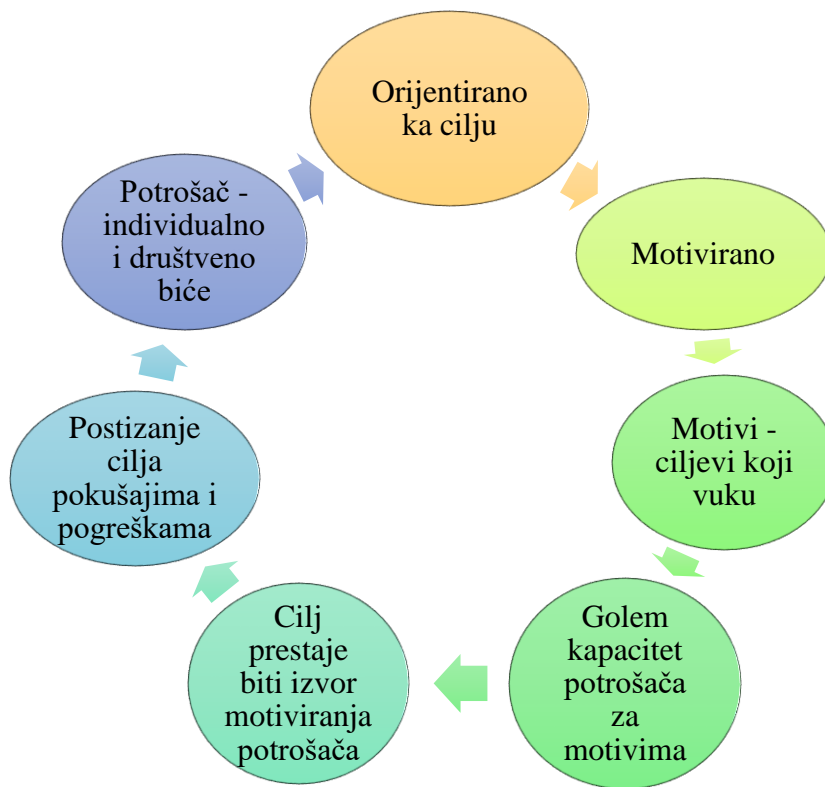 Orijentirano
ka cilju
Motivirano
Motivi -
ciljevi koji
vuku
Golem
kapacitet
potrošača
za
motivima
Cilj
prestaje
biti izvor
motiviranja
potrošača
Postizanje
cilja
pokušajima i
pogreškama
Potrošač -
individualno
i društveno
biće